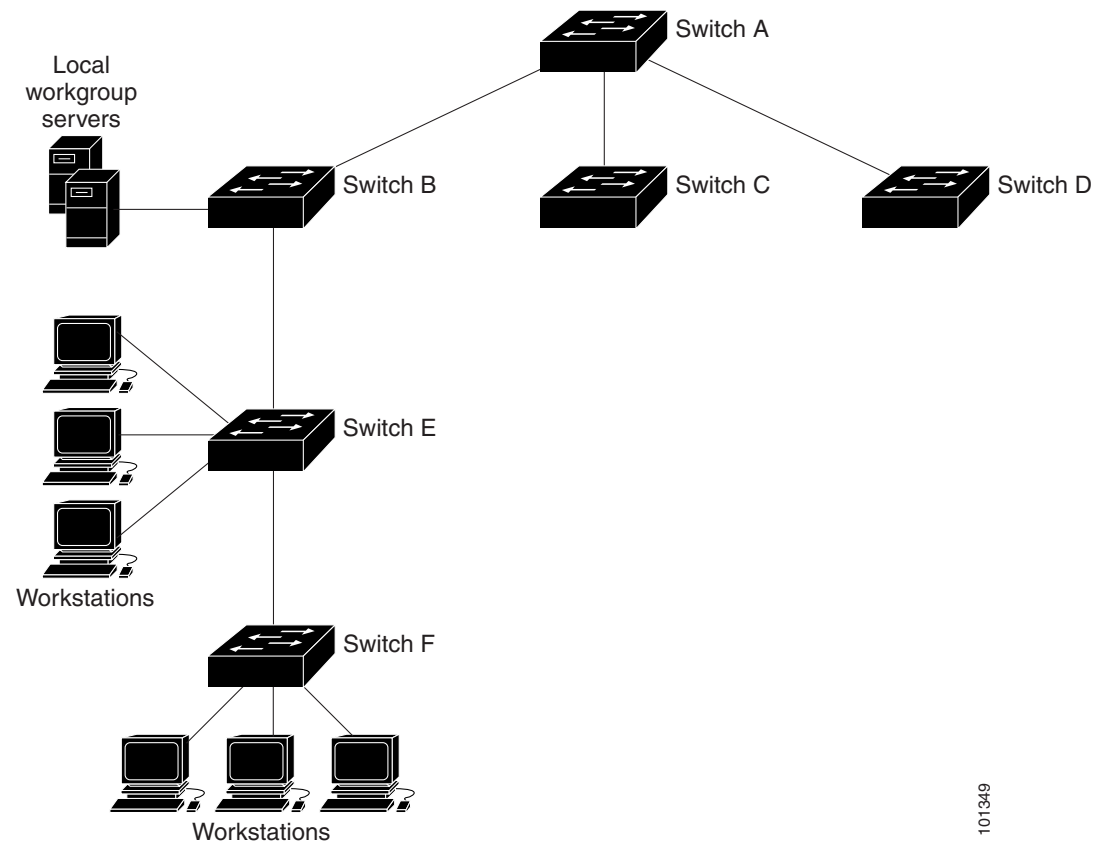 Switch A
Local
workgroup
servers
Switch B
Switch C
Switch D
Switch E
Workstations
Switch F
Workstations
101349